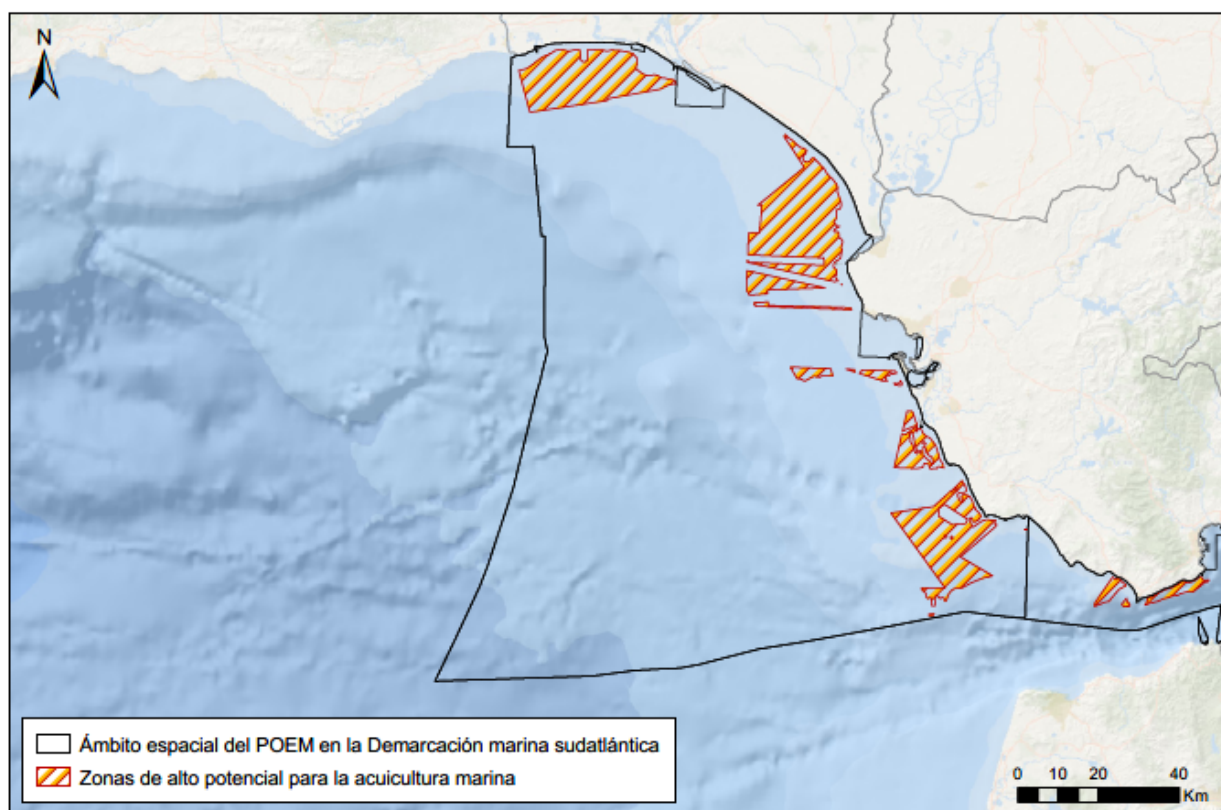 N
Ámbito espacial del POEM en la Demarcación marina sudatlántica
Zonas de alto potencial para la acuicultura marina
0 10 20 40
Km